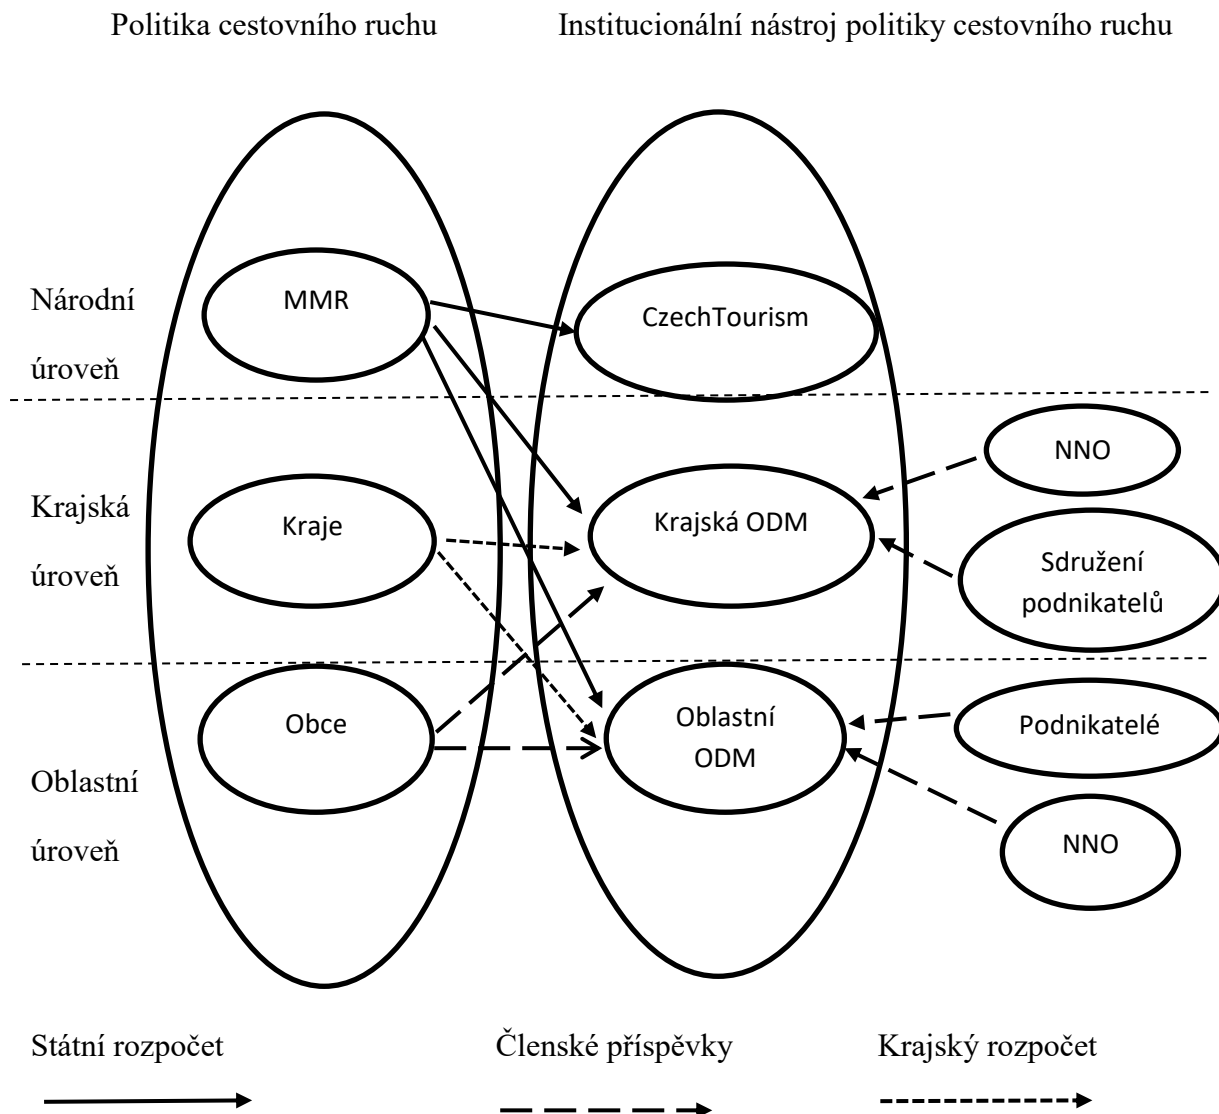 Politika cestovního ruchu
Institucionální nástroj politiky cestovního ruchu
Národní
úroveň
MMR
CzechTourism
Krajská
úroveň
Kraje
Krajská ODM
NNO
Sdružení
podnikatelů
Oblastní
úroveň
Obce
Oblastní
ODM
Podnikatelé
NNO
Státní rozpočet
Členské příspěvky
Krajský rozpočet